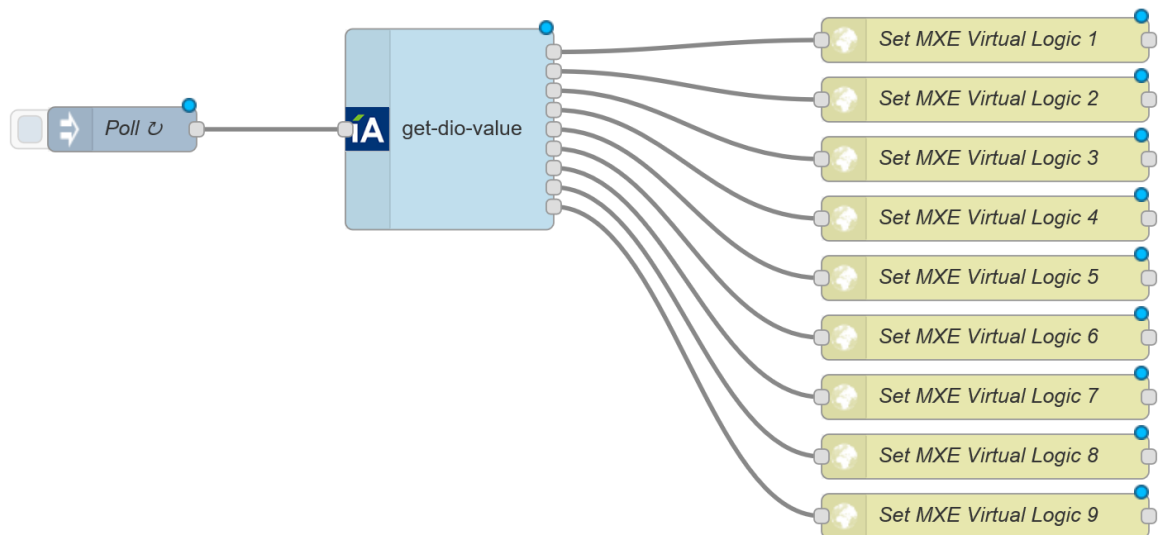 Poll ↻
íA get-dio-value
Set MXE Virtual Logic 1
Set MXE Virtual Logic 2
Set MXE Virtual Logic 3
Set MXE Virtual Logic 4
Set MXE Virtual Logic 5
Set MXE Virtual Logic 6
Set MXE Virtual Logic 7
Set MXE Virtual Logic 8
Set MXE Virtual Logic 9